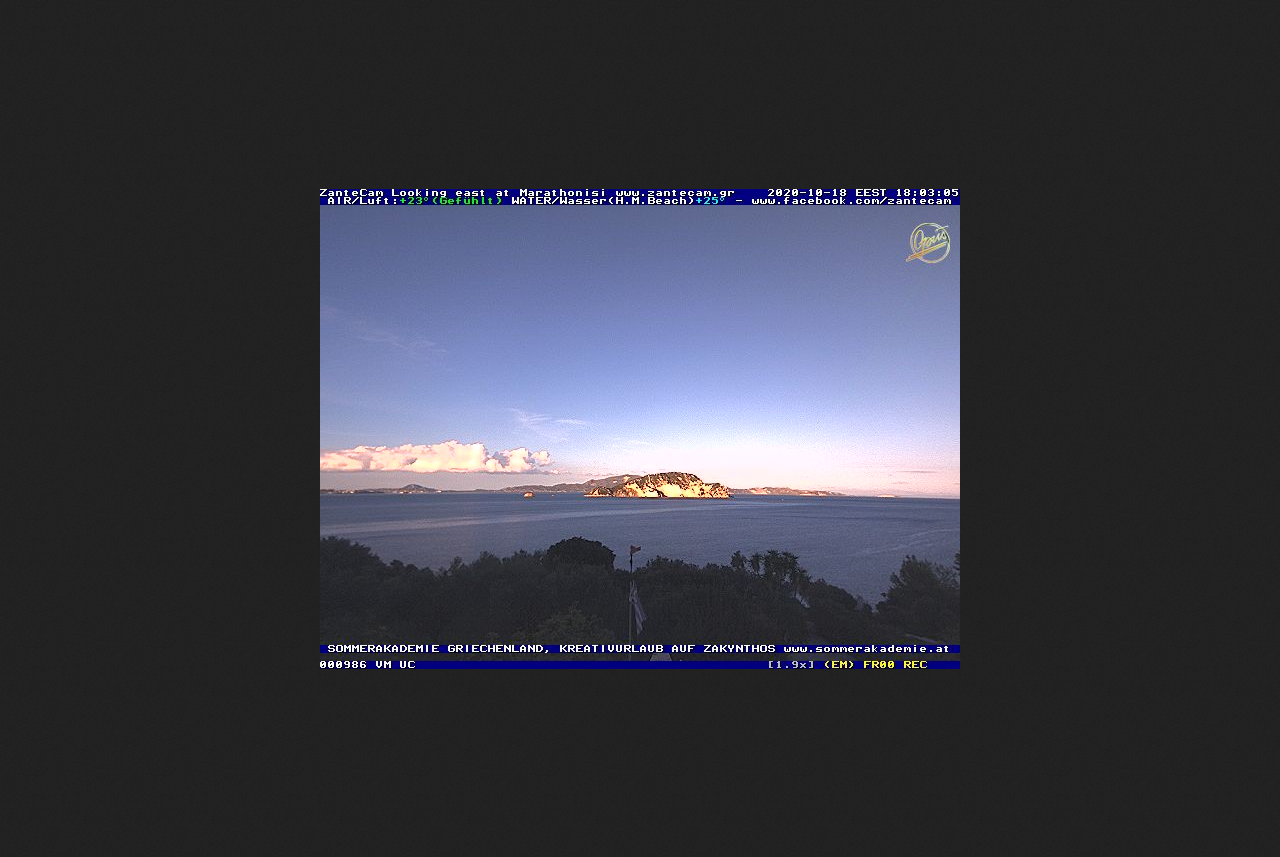 ZanteCam Looking east at Marathonisi www.zantecam.gr 2020-10-18 EEST 18:03:05
AIR/Luft:+23°(Gefühlt) WATER/Wasser(H.M.Beach)+25° - www.facebook.com/zantecam
Opsis
SOMMERAKADEMIE GRIECHENLAND, KREATIVURLAUB AUF ZAKYNTHOS www.sommerakademie.at
000986 VM UC [1.9x] (EM) FR00 REC